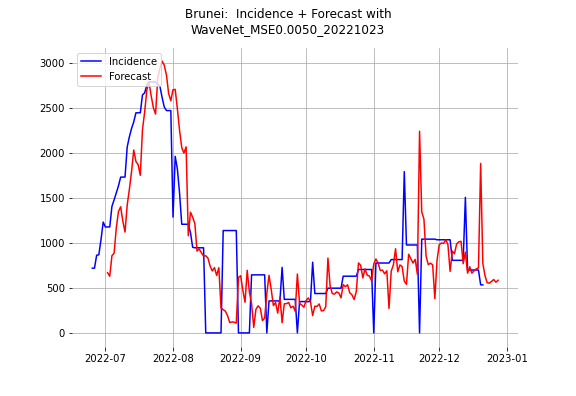 Brunei:  Incidence + Forecast with
WaveNet_MSE0.0050_20221023
Incidence
Forecast
3000
2500
2000
1500
1000
500
0
2022-07 2022-08 2022-09 2022-10 2022-11 2022-12 2023-01